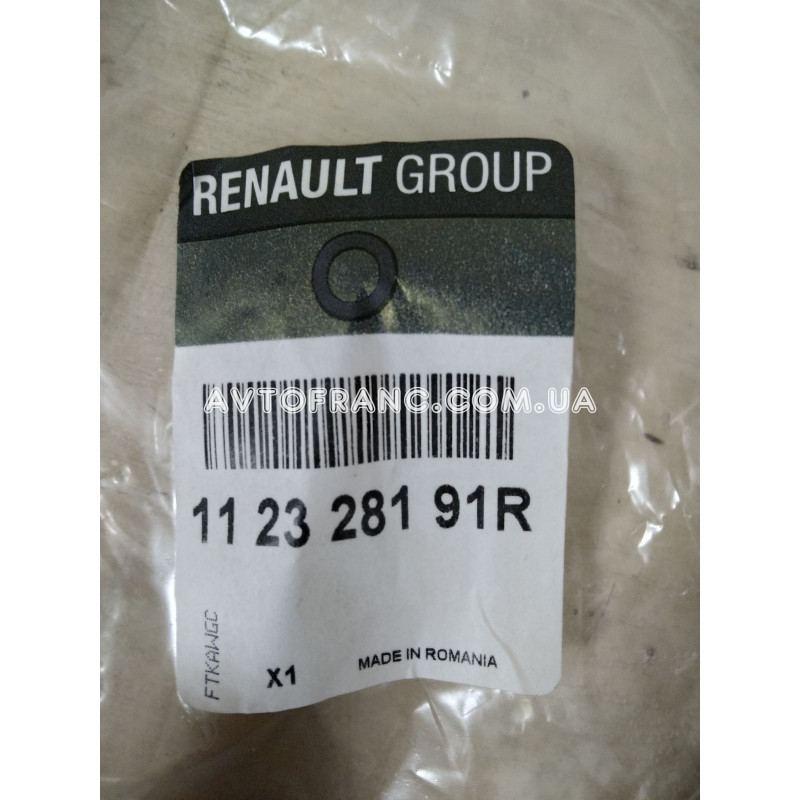 RENAULT GROUP
AVTOFRANC.COM.UA
11 23 281 91R
FTKAWGC
X1
MADE IN ROMANIA